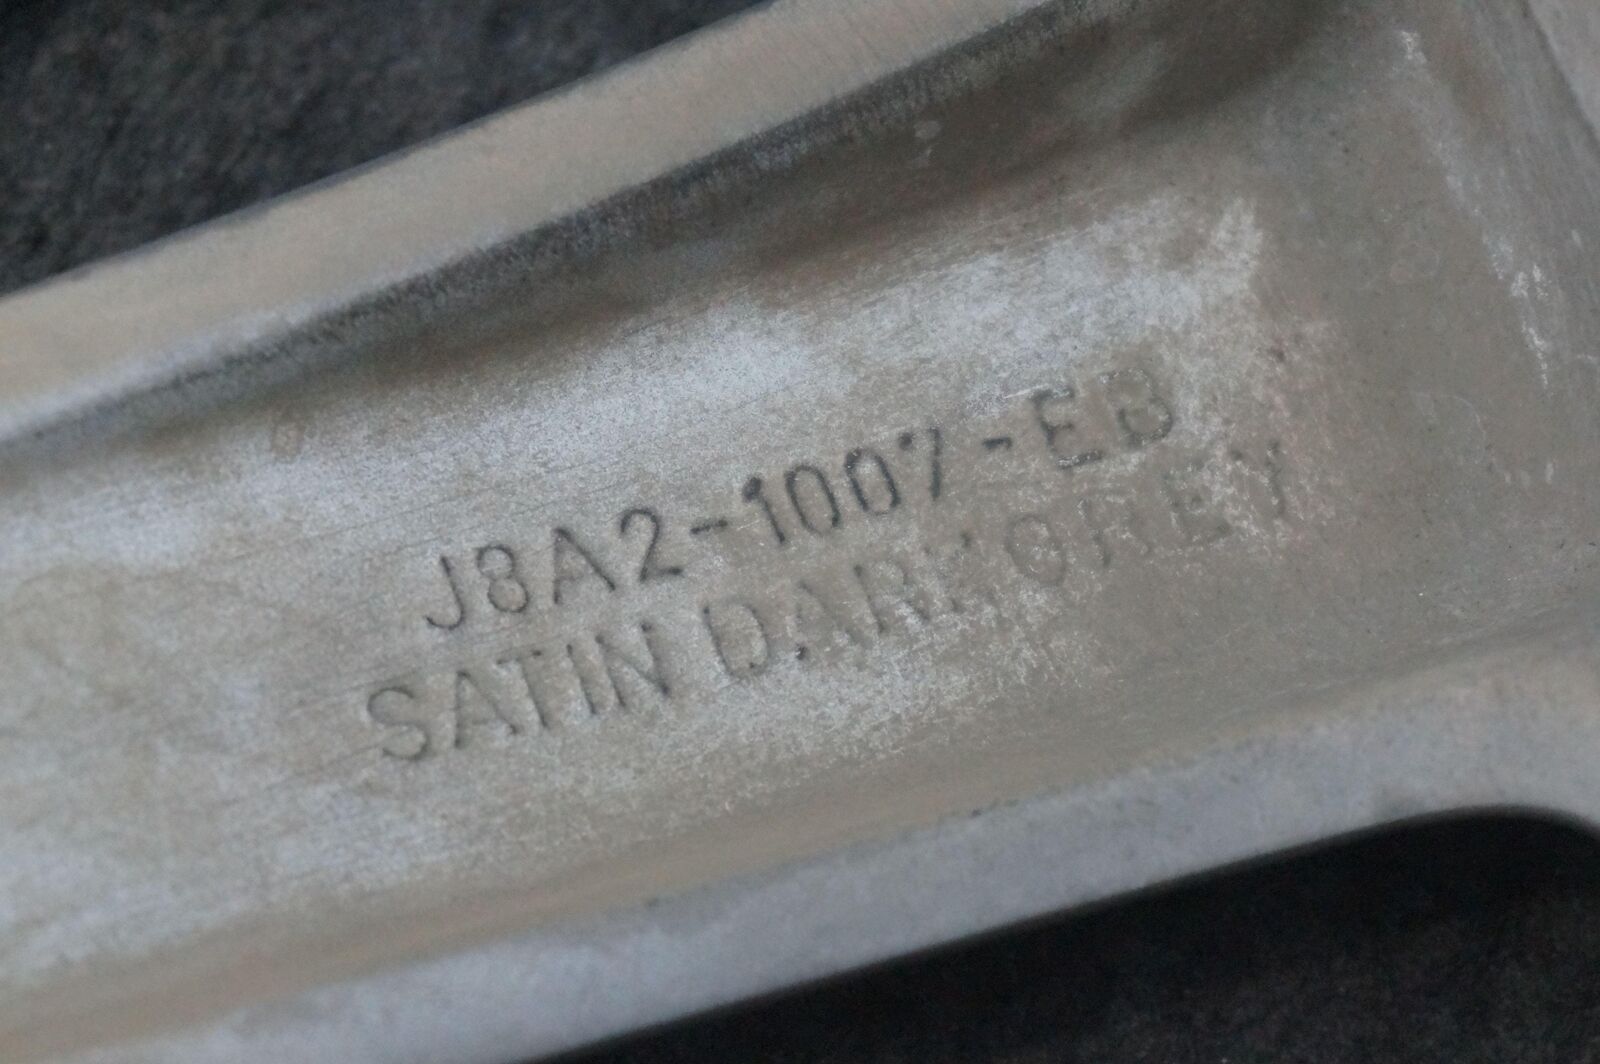 J8A2-1007-EB
SATIN DARK GREY